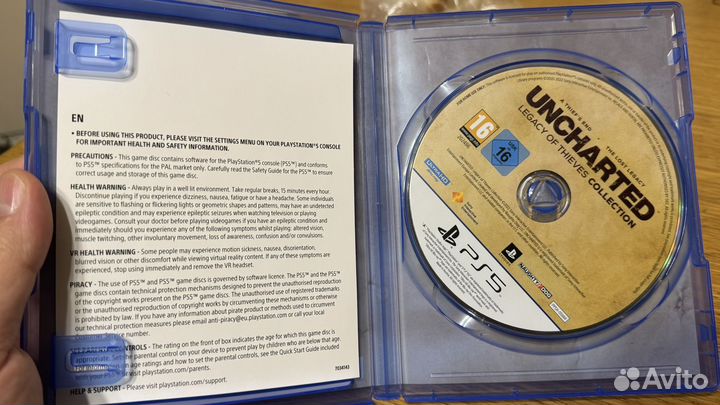 EN
• BEFORE USING THIS PRODUCT, PLEASE VISIT THE SETTINGS MENU ON YOUR PLAYSTATION®5 CONSOLE
FOR IMPORTANT HEALTH AND SAFETY INFORMATION.
PRECAUTIONS - This game disc contains software for the PlayStation®5 console (PS5™) and conforms
to PS5™ specifications for the PAL market only. Carefully read the Safety Guide for the PS5™ to ensure
correct usage and storage of this game disc.
HEALTH WARNING - Always play in a well lit environment. Take regular breaks, 15 minutes every hour.
Discontinue playing if you experience dizziness, nausea, fatigue or have a headache. Some individuals
are sensitive to flashing or flickering lights or geometric shapes and patterns, may have an undetected
epileptic condition and may experience epileptic seizures when watching television or playing
videogames. Consult your doctor before playing videogames if you have an epileptic condition and
immediately should you experience any of the following symptoms whilst playing: altered vision,
muscle twitching, other involuntary movement, loss of awareness, confusion and/or convulsions.
VR HEALTH WARNING - Some people may experience motion sickness, nausea, disorientation,
blurred vision or other discomfort while viewing virtual reality content. If any of these symptoms are
experienced, stop using immediately and remove the VR headset.
PIRACY - The use of PS5™ and PS5™ game discs is governed by software licence. The PS5™ and the PS5™
game discs contain technical protection mechanisms designed to prevent the unauthorised reproduction
of the copyright works present on the discs. The unauthorised use of registered trademarks
or the unauthorised reproduction of copyright works by circumventing these mechanisms or otherwise
is prohibited by law. If you have any information about pirate product or methods used to circumvent
our technical protection measures please email anti-piracy@eu.playstation.com or call your local
Customer Service number.
PARENTAL CONTROLS - The rating on the front of box indicates the age for which this game disc is
appropriate. Set the parental control on your device to prevent play by children who are below that age.
For information on age ratings and how to set the parental controls, see the Quick Start Guide included
please visit playstation.com/parents.
HELP & SUPPORT - Please visit playstation.com/support.
7034143
A THIEF'S END THE LOST LEGACY
UNCHARTED
LEGACY OF THIEVES COLLECTION
16
USK
16
PS5
NAUGHTY DOG
Avito